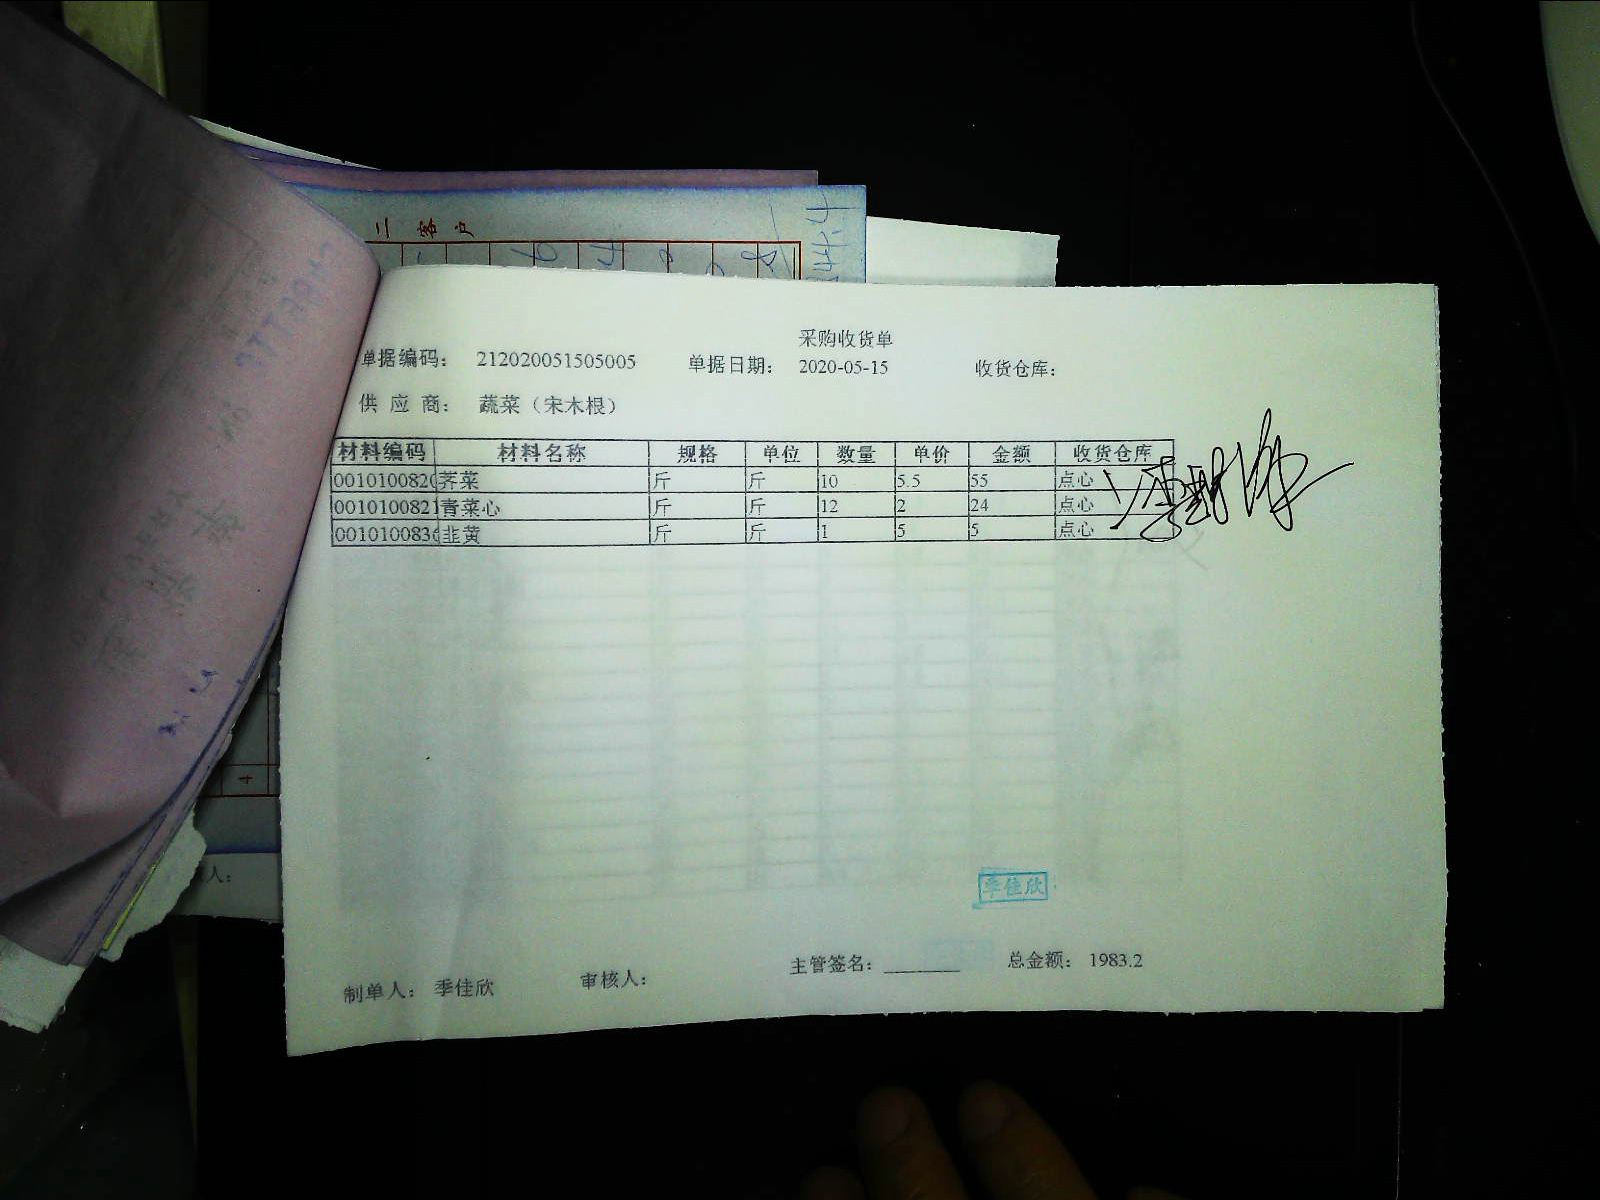 二 客户
采购收货单
单据编码： 212020051505005 单据日期： 2020-05-15 收货仓库：
供 应 商： 蔬菜（宋木根）
材料编码 材料名称 规格 单位 数量 单价 金额 收货仓库
001010082 荠菜 斤 斤 10 5.5 55 点心
001010082 青菜心 斤 斤 12 2 24 点心
001010083 韭黄 斤 斤 1 5 5 点心
季佳欣
主管签名： 总金额： 1983.2
制单人： 季佳欣 审核人：
人：
4